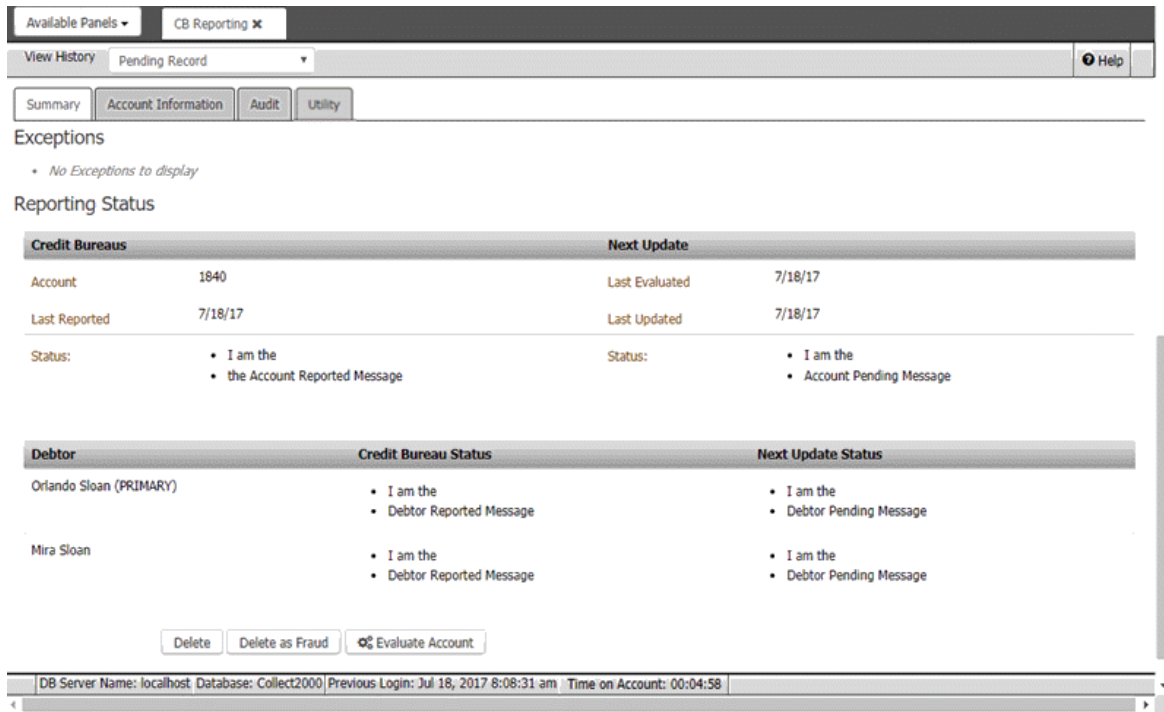 Available Panels CB Reporting ✖
View History Pending Record Help
Summary Account Information Audit Utility
Exceptions
• No Exceptions to display
Reporting Status
Credit Bureaus Next Update
Account 1840 Last Evaluated 7/18/17
Last Reported 7/18/17 Last Updated 7/18/17
Status: • I am the Status: • I am the
• the Account Reported Message • Account Pending Message
Debtor Credit Bureau Status Next Update Status
Orlando Sloan (PRIMARY) • I am the • I am the
• Debtor Reported Message • Debtor Pending Message
Mira Sloan • I am the • I am the
• Debtor Reported Message • Debtor Pending Message
Delete Delete as Fraud Evaluate Account
DB Server Name: localhost Database: Collect2000 Previous Login: Jul 18, 2017 8:08:31 am Time on Account: 00:04:58